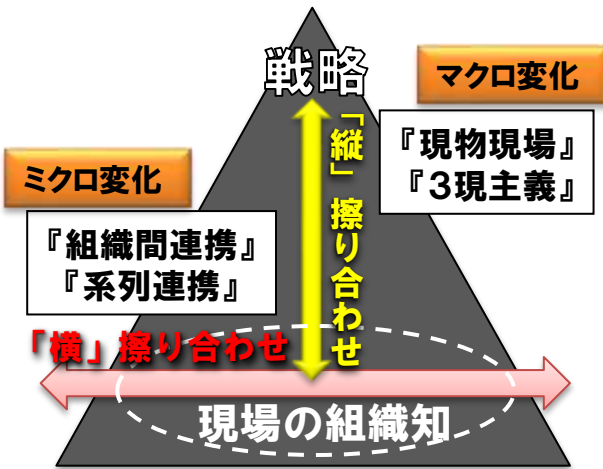 戦略
マクロ変化
『現物現場』
『３現主義』
「縦」擦り合わせ
ミクロ変化
『組織間連携』
『系列連携』
「横」擦り合わせ
現場の組織知